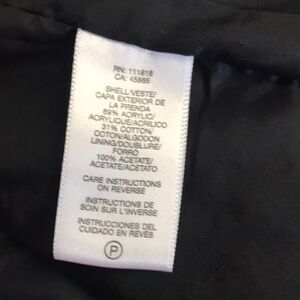 RN: 111818
CA: 45885
SHELL/VESTE/
CAPA EXTERIOR DE
LA PRENDA
69% ACRYLIC/
ACRYLIQUE/ACRILICO
31% COTTON/
COTON/ALGODON
LINING/DOUBLURE/
FORRO
100% ACETATE/
ACETATE/ACETATO
CARE INSTRUCTIONS
ON REVERSE
INSTRUCTIONS DE
SOIN SUR L'INVERSE
INSTRUCCIONES DEL
CUIDADO EN REVÉS
P